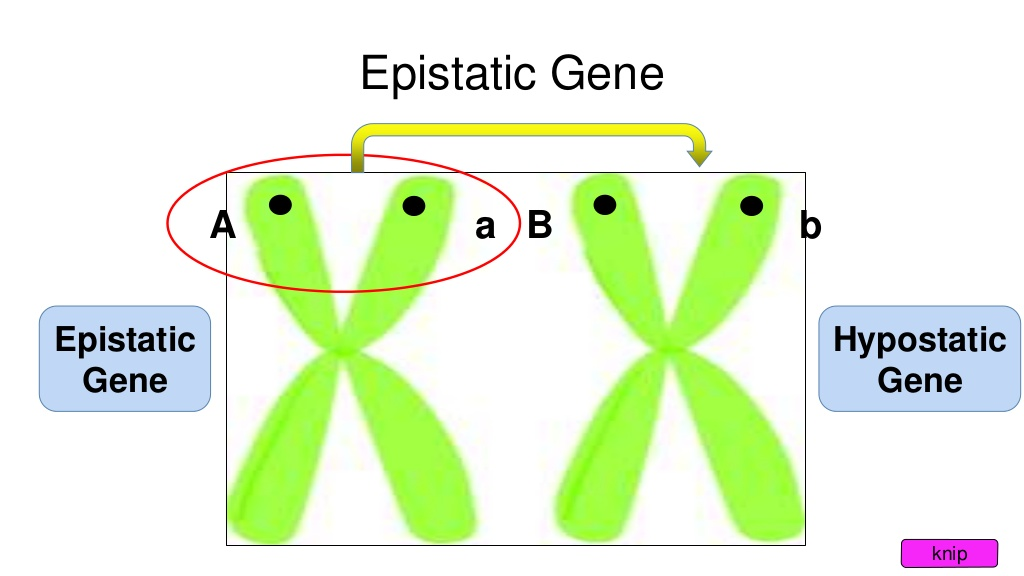 Epistatic Gene
A
a
B
b
Epistatic
Gene
Hypostatic
Gene
knip